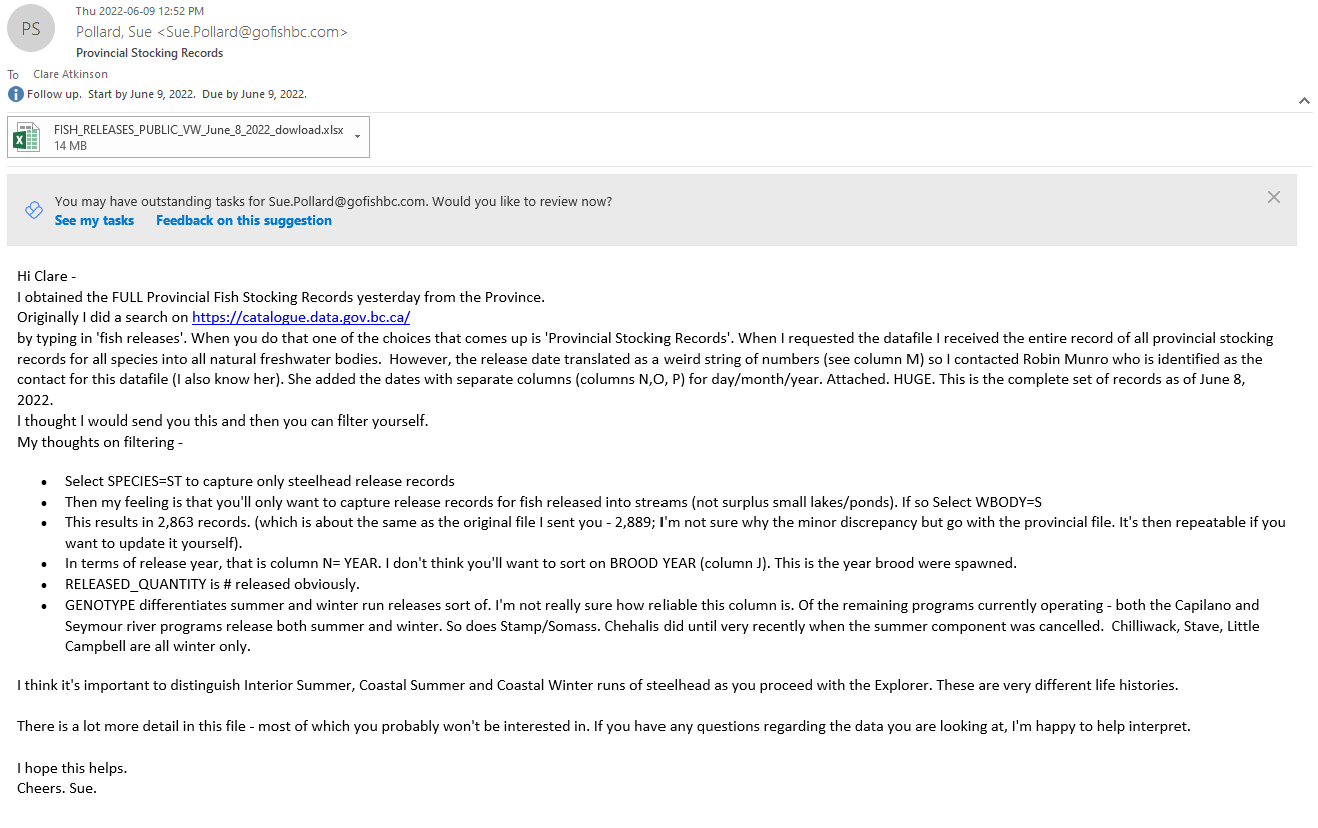 PS
Thu 2022-06-09 12:52 PM
Pollard, Sue <Sue.Pollard@gofishbc.com>
Provincial Stocking Records
To Clare Atkinson
Follow up. Start by June 9, 2022. Due by June 9, 2022.
FISH_RELEASES_PUBLIC_VW_June_8_2022_dowload.xlsx
14 MB
You may have outstanding tasks for Sue.Pollard@gofishbc.com. Would you like to review now?
See my tasks Feedback on this suggestion
Hi Clare -
I obtained the FULL Provincial Fish Stocking Records yesterday from the Province.
Originally I did a search on https://catalogue.data.gov.bc.ca/
by typing in 'fish releases'. When you do that one of the choices that comes up is 'Provincial Stocking Records'. When I requested the datafile I received the entire record of all provincial stocking
records for all species into all natural freshwater bodies. However, the release date translated as a weird string of numbers (see column M) so I contacted Robin Munro who is identified as the
contact for this datafile (I also know her). She added the dates with separate columns (columns N,O, P) for day/month/year. Attached. HUGE. This is the complete set of records as of June 8,
2022.
I thought I would send you this and then you can filter yourself.
My thoughts on filtering -
• Select SPECIES=ST to capture only steelhead release records
• Then my feeling is that you'll only want to capture release records for fish released into streams (not surplus small lakes/ponds). If so Select WBODY=S
• This results in 2,863 records. (which is about the same as the original file I sent you - 2,889; I'm not sure why the minor discrepancy but go with the provincial file. It's then repeatable if you
want to update it yourself).
• In terms of release year, that is column N= YEAR. I don't think you'll want to sort on BROOD YEAR (column J). This is the year brood were spawned.
• RELEASED_QUANTITY is # released obviously.
• GENOTYPE differentiates summer and winter run releases sort of. I'm not really sure how reliable this column is. Of the remaining programs currently operating - both the Capilano and
Seymour river programs release both summer and winter. So does Stamp/Somass. Chehalis did until very recently when the summer component was cancelled. Chilliwack, Stave, Little
Campbell are all winter only.
I think it's important to distinguish Interior Summer, Coastal Summer and Coastal Winter runs of steelhead as you proceed with the Explorer. These are very different life histories.
There is a lot more detail in this file - most of which you probably won't be interested in. If you have any questions regarding the data you are looking at, I'm happy to help interpret.
I hope this helps.
Cheers. Sue.